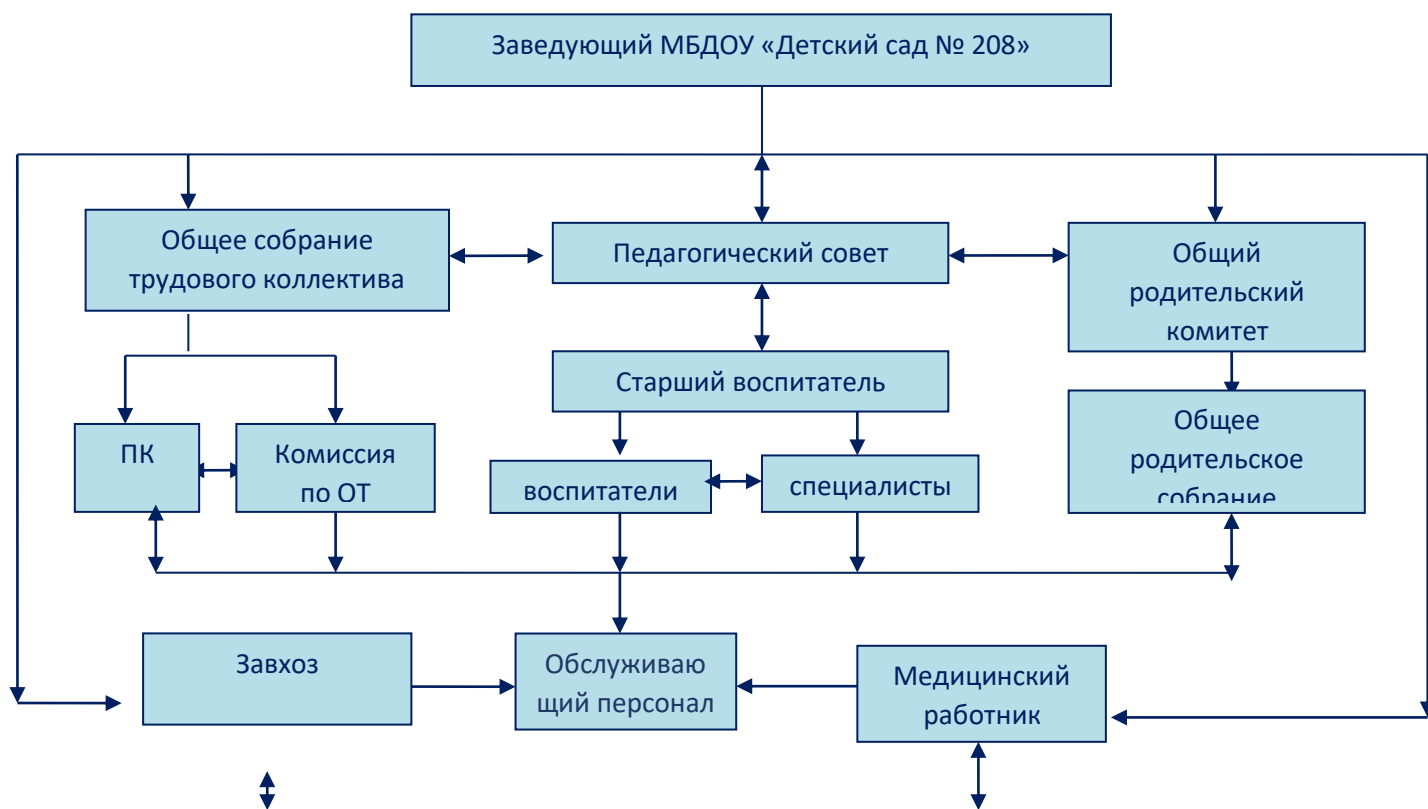 Заведующий МБДОУ «Детский сад № 208»
Общее собрание
трудового коллектива
Педагогический совет
Общий
родительский
комитет
Старший воспитатель
ПК
Комиссия
по ОТ
воспитатели
специалисты
Общее
родительское
собрание
Завхоз
Обслуживаю
щий персонал
Медицинский
работник